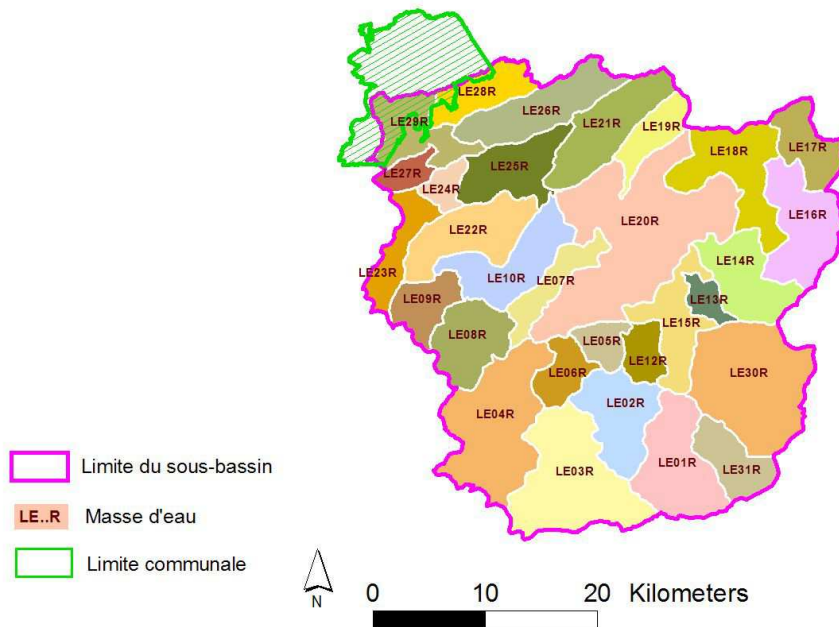 LE28R
LE29R
LE26R
LE21R
LE19R
LE18R
LE17R
LE27R
LE25R
LE24R
LE16R
LE22R
LE20R
LE14R
LE23R
LE10R
LE07R
LE09R
LE13R
LE15R
LE08R
LE05R
LE12R
LE06R
LE30R
LE02R
LE04R
LE03R
LE01R
LE31R
Limite du sous-bassin
LE..R Masse d'eau
Limite communale
N
0 10 20 Kilometers